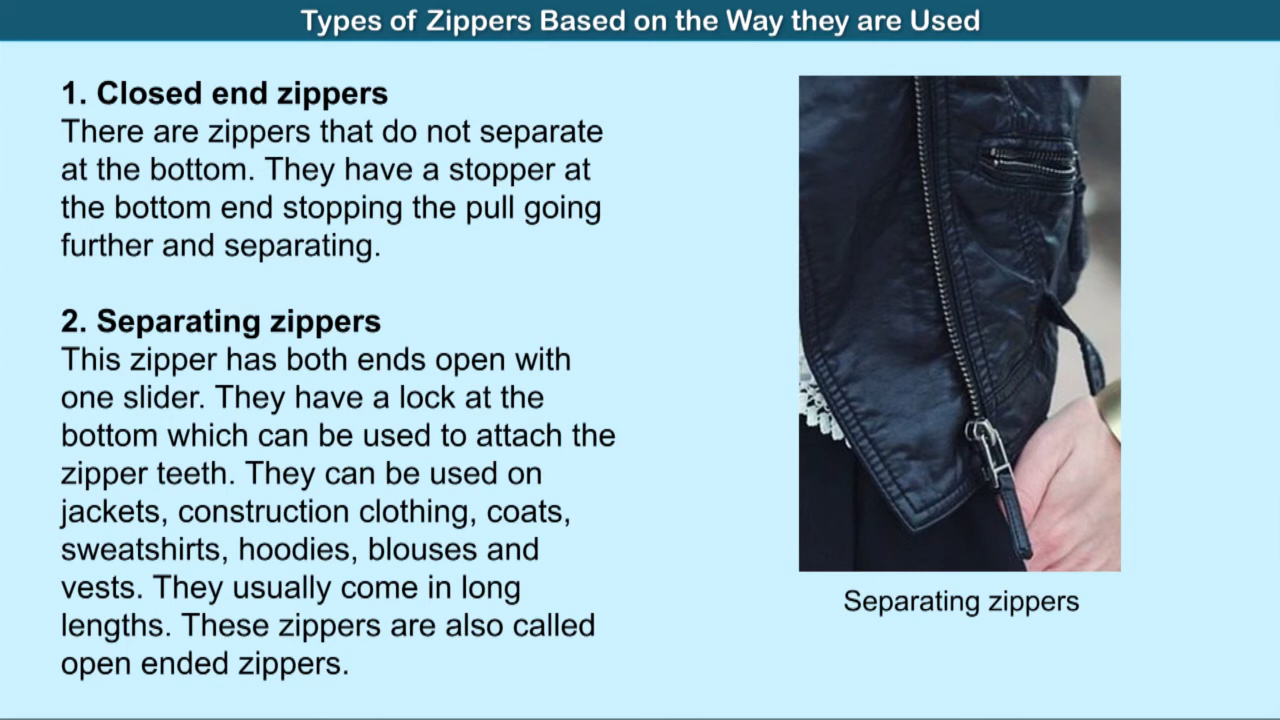 Types of Zippers Based on the Way they are Used
1. Closed end zippers
There are zippers that do not separate
at the bottom. They have a stopper at
the bottom end stopping the pull going
further and separating.
2. Separating zippers
This zipper has both ends open with
one slider. They have a lock at the
bottom which can be used to attach the
zipper teeth. They can be used on
jackets, construction clothing, coats,
sweatshirts, hoodies, blouses and
vests. They usually come in long
lengths. These zippers are also called
open ended zippers.
Separating zippers